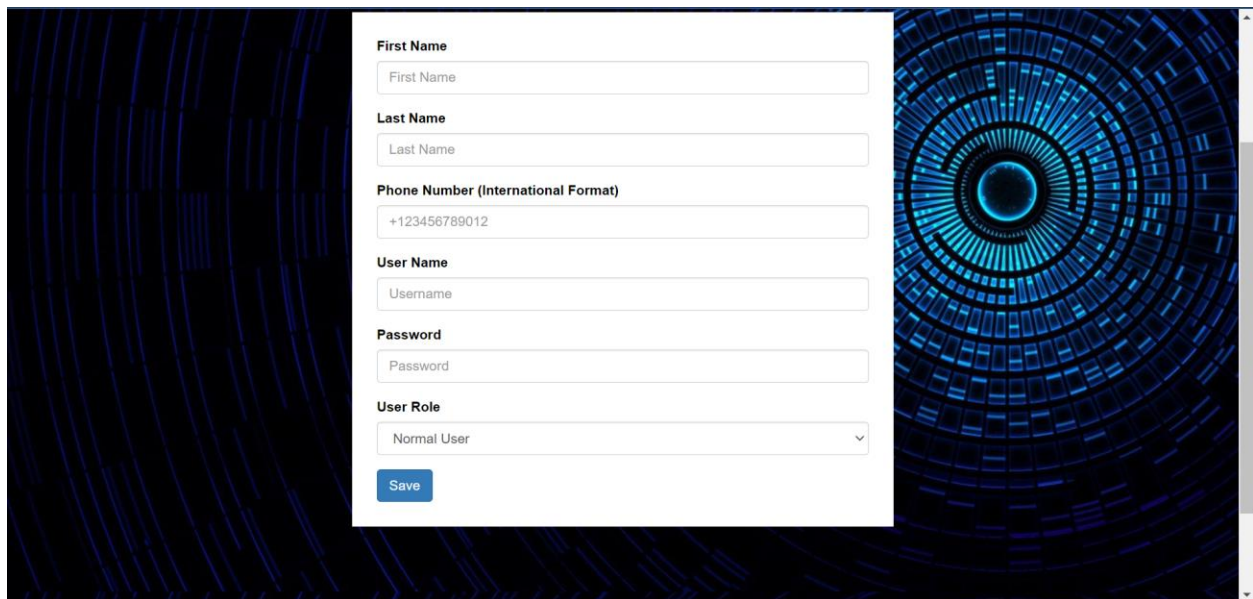 First Name
First Name
Last Name
Last Name
Phone Number (International Format)
+123456789012
User Name
Username
Password
Password
User Role
Normal User
Save